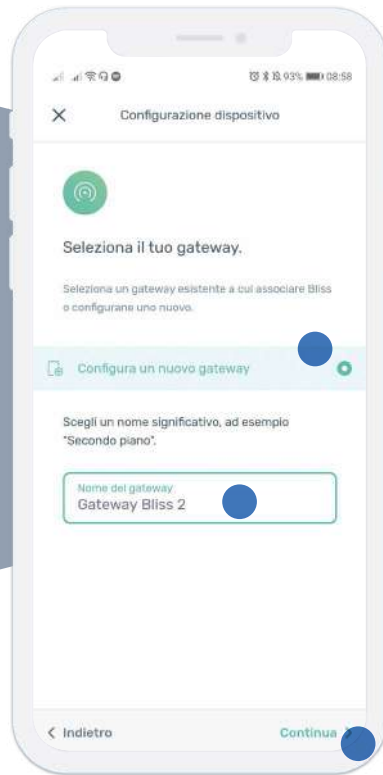 93% 08:58
Configurazione dispositivo
Seleziona il tuo gateway.
Seleziona un gateway esistente a cui associare Bliss
o configurane uno nuovo.
Configura un nuovo gateway
Scegli un nome significativo, ad esempio
"Secondo piano".
Nome del gateway
Gateway Bliss 2
Indietro Continua